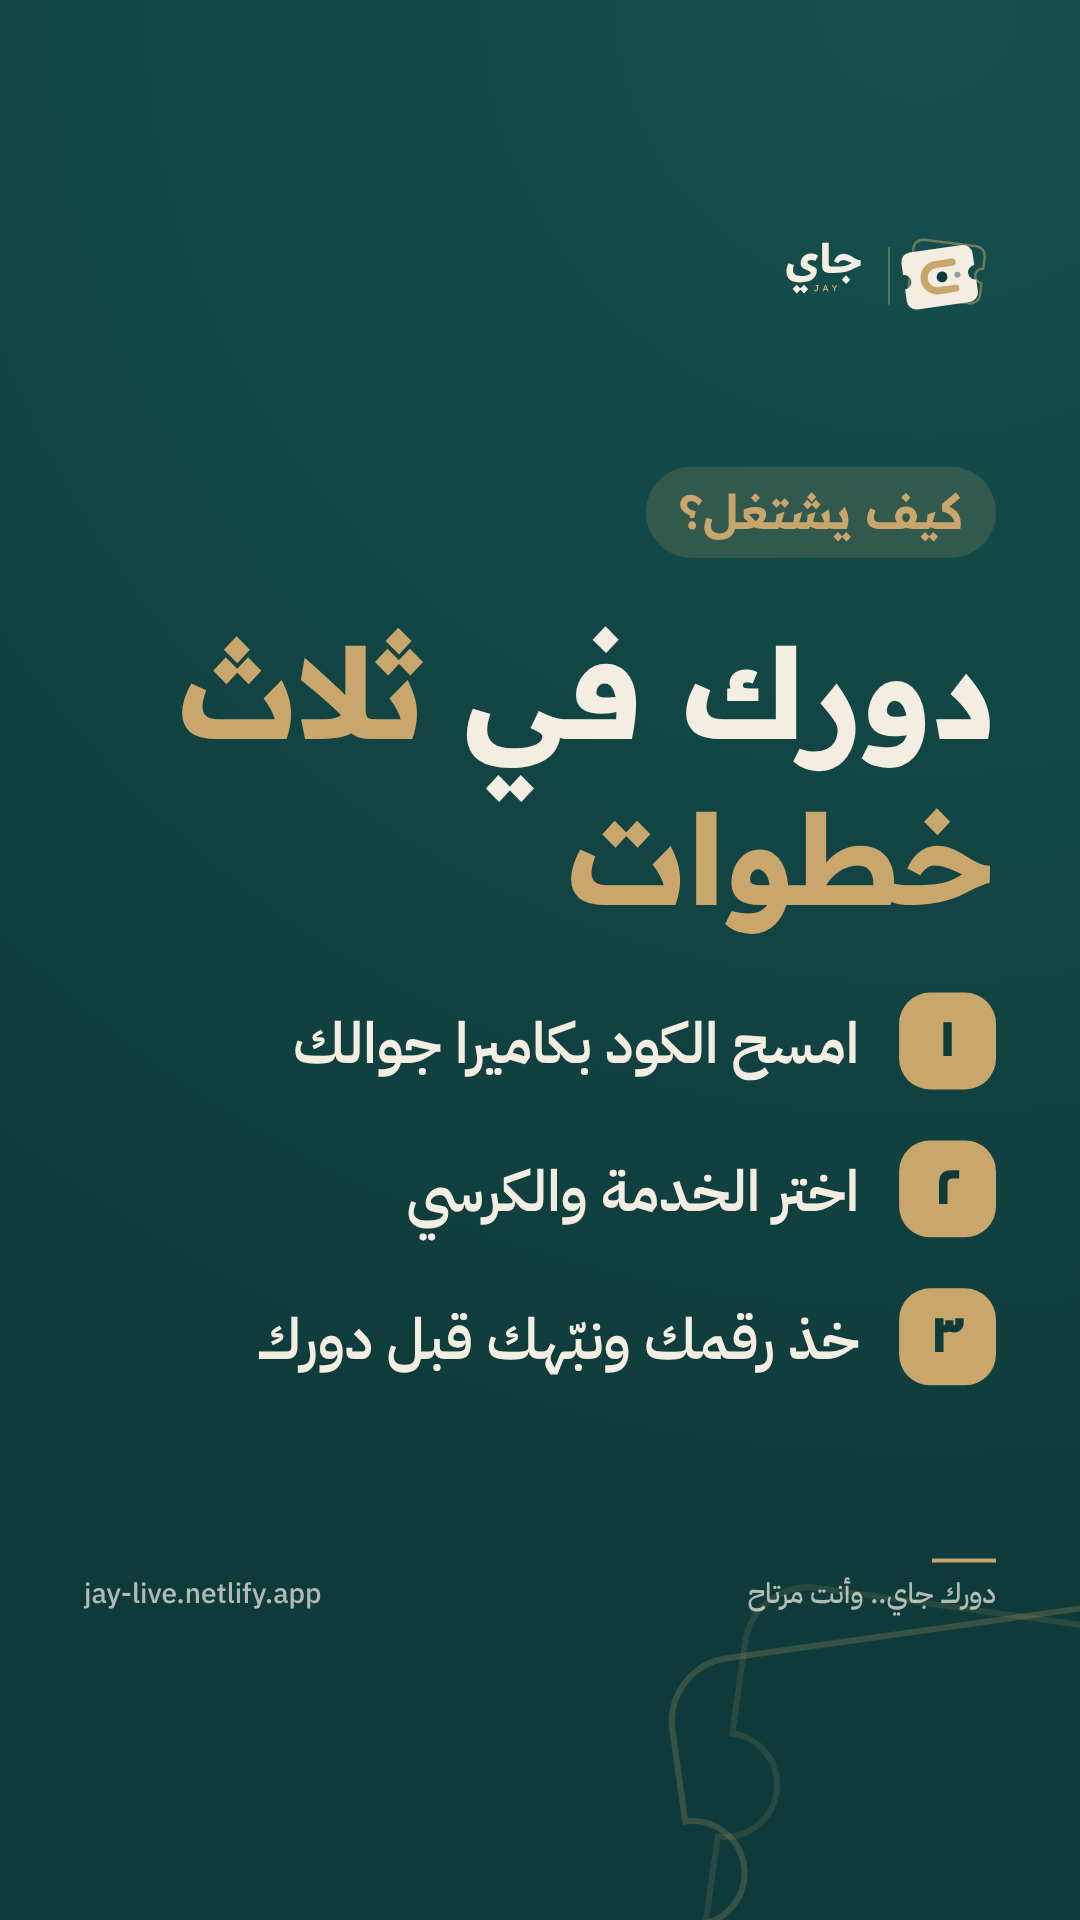 جاي
JAY
كيف يشتغل؟
دورك في ثلاث
خطوات
١ امسح الكود بكاميرا جوالك
٢ اختر الخدمة والكرسي
٣ خذ رقمك ونبّهك قبل دورك
دورك جاي.. وأنت مرتاح
jay-live.netlify.app